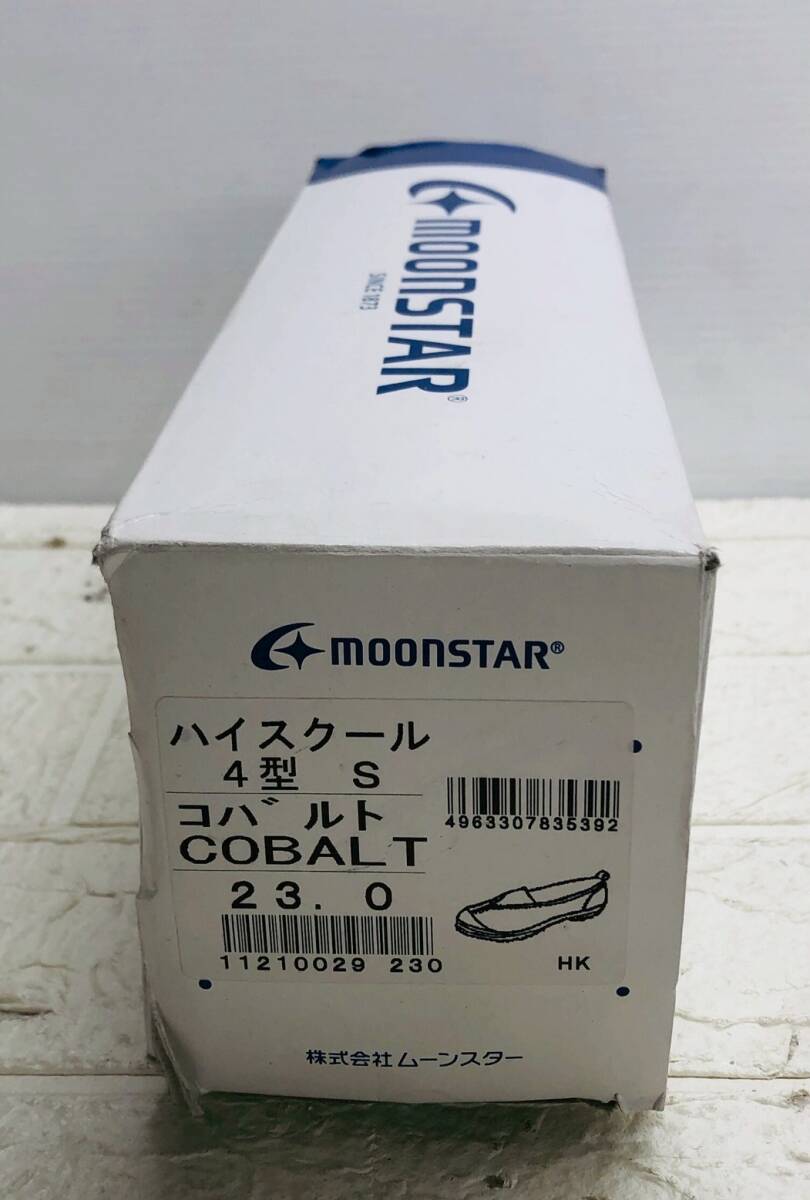 MOONSTAR®
SINCE 1873
MOONSTAR®
ハイスクール
4型 S
コバルト
COBALT
23.0
4963307835392
11210029 230
HK
株式会社ムーンスター